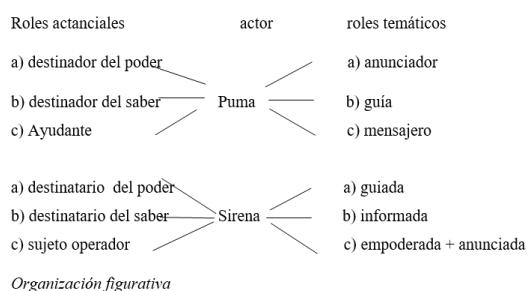 Roles actanciales actor roles temáticos
a) destinador del poder a) anunciador
b) destinador del saber Puma b) guía
c) Ayudante c) mensajero
a) destinatario del poder a) guiada
b) destinatario del saber Sirena b) informada
c) sujeto operador c) empoderada + anunciada
Organización figurativa